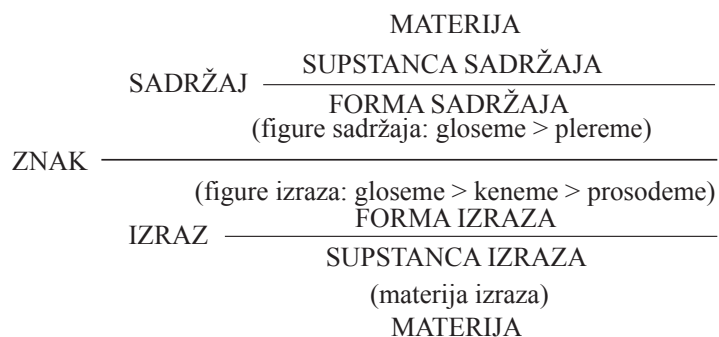 MATERIJA
SUPSTANCA SADRŽAJA
SADRŽAJ
FORMA SADRŽAJA
(figure sadržaja: gloseme > plereme)
ZNAK
(figure izraza: gloseme > keneme > prosodeme)
FORMA IZRAZA
IZRAZ
SUPSTANCA IZRAZA
(materija izraza)
MATERIJA